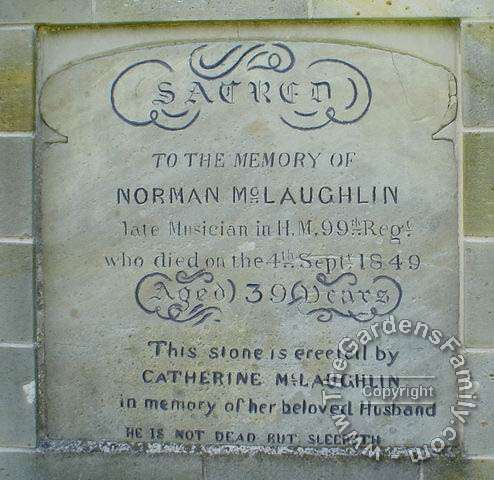 SACRED
TO THE MEMORY OF
NORMAN McLAUGHLIN
late Musician in H.M. 99th Regt
who died on the 4th Septr 1849
Aged 39 Years
This stone is erected by
CATHERINE McLAUGHLIN
in memory of her beloved Husband
HE IS NOT DEAD BUT SLEEPETH
TheGardensFamily.com
Copyright